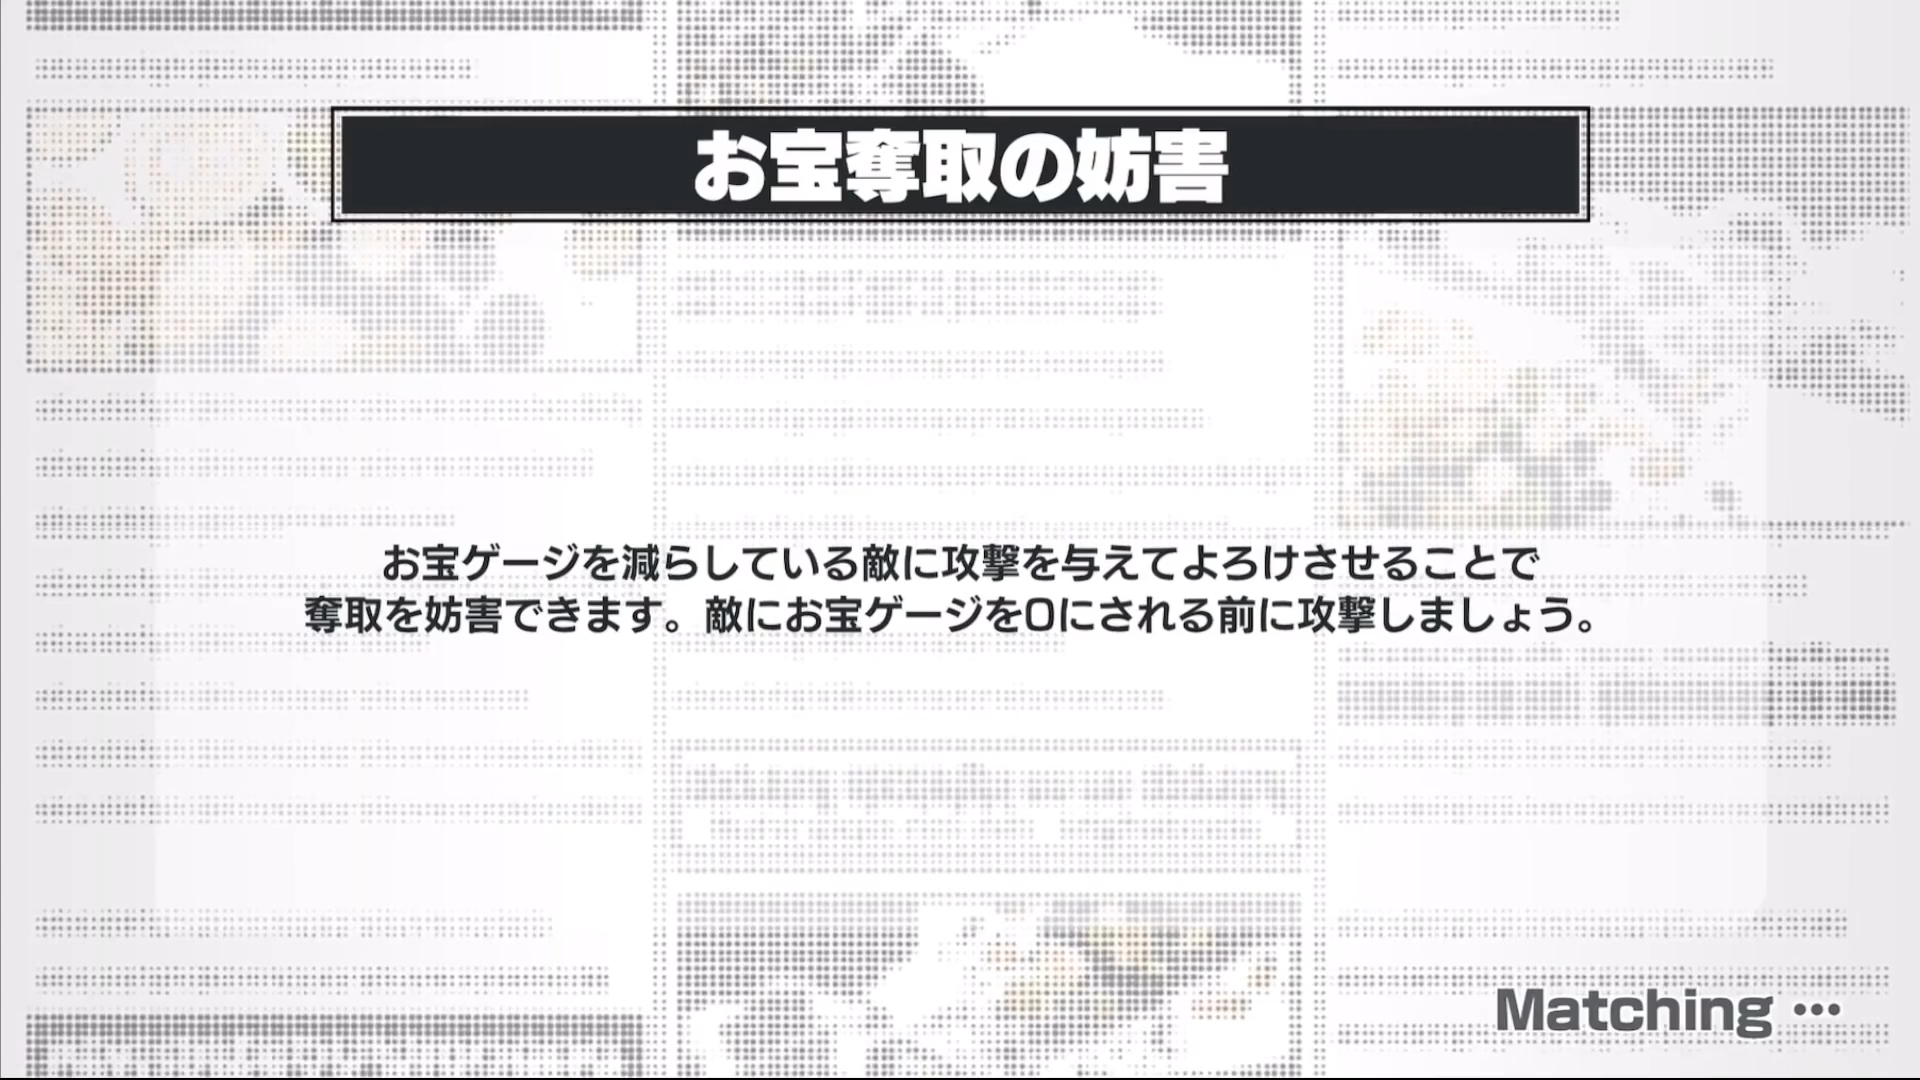 お宝奪取の妨害
お宝ゲージを減らしている敵に攻撃を与えてよろけさせることで
奪取を妨害できます。敵にお宝ゲージを0にされる前に攻撃しましょう。
Matching …